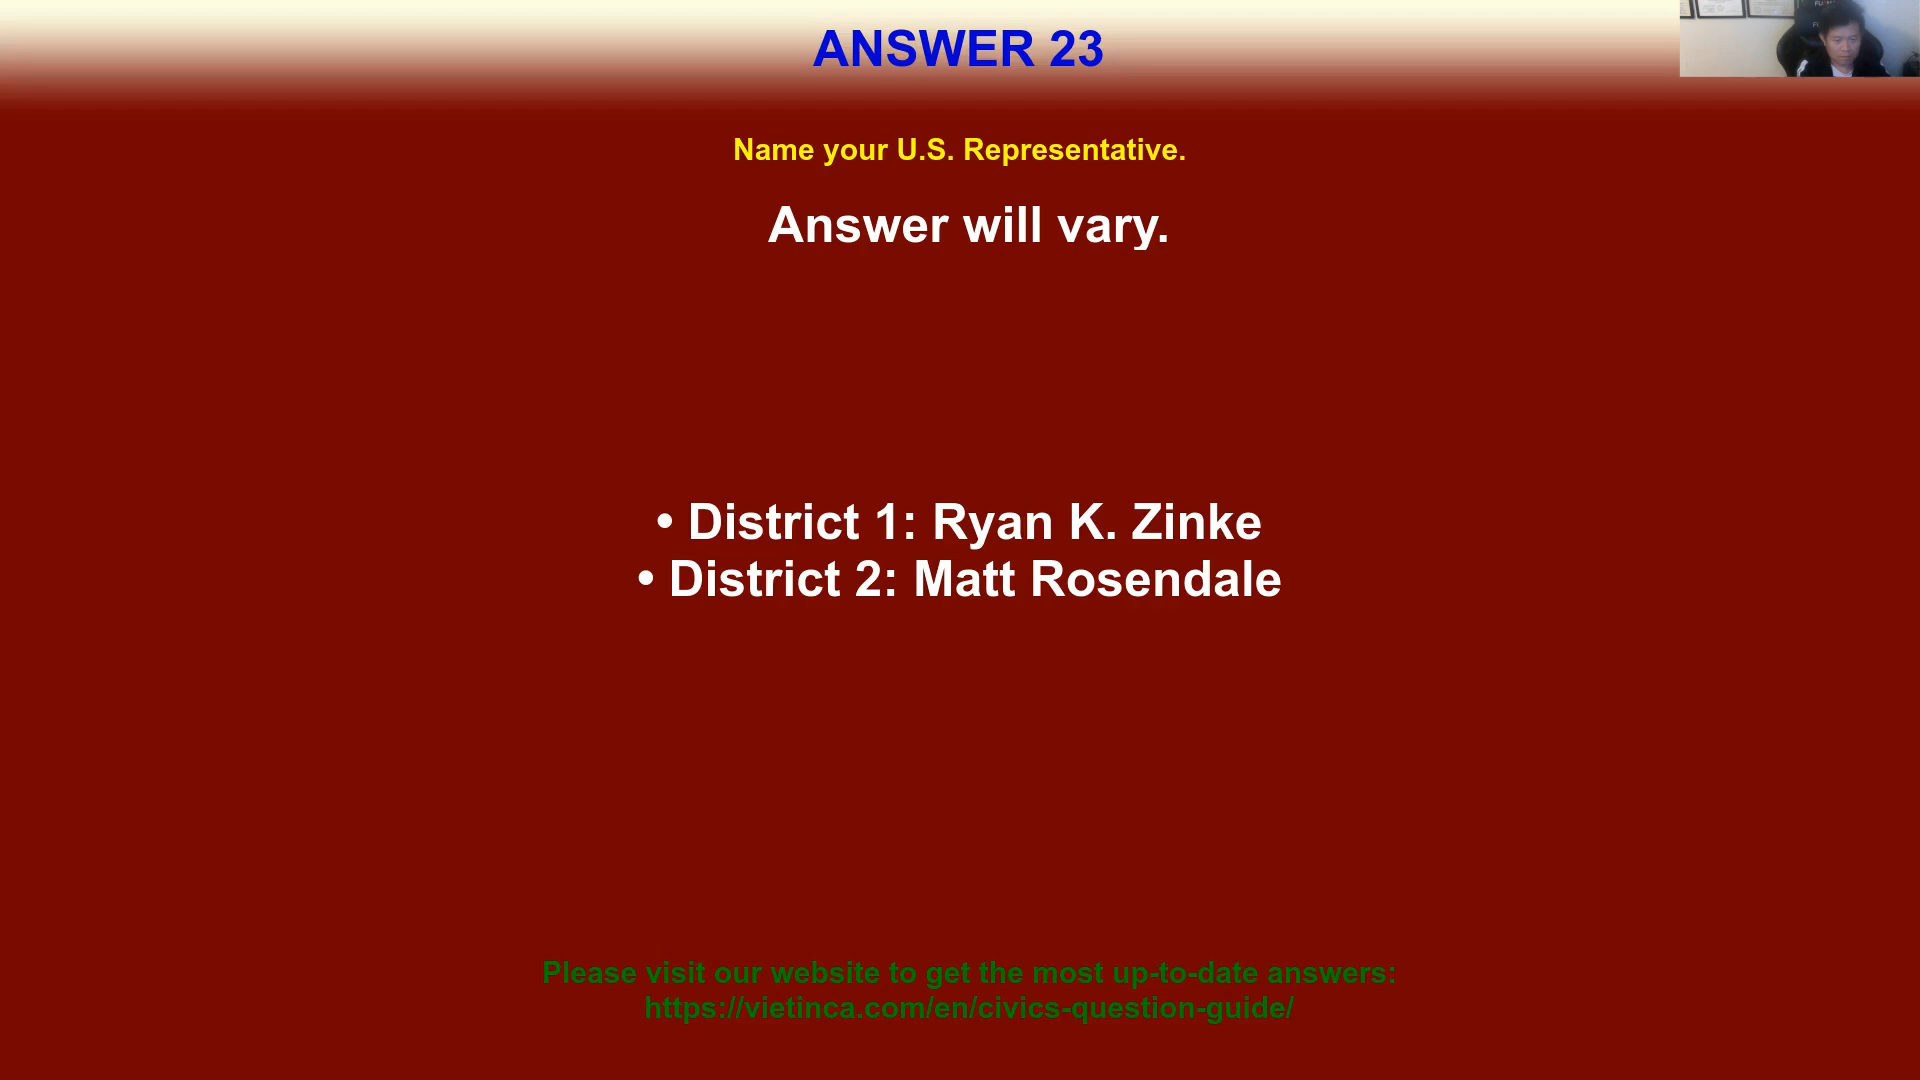 ANSWER 23
Name your U.S. Representative.
Answer will vary.
• District 1: Ryan K. Zinke
• District 2: Matt Rosendale
Please visit our website to get the most up-to-date answers:
https://vietinca.com/en/civics-question-guide/